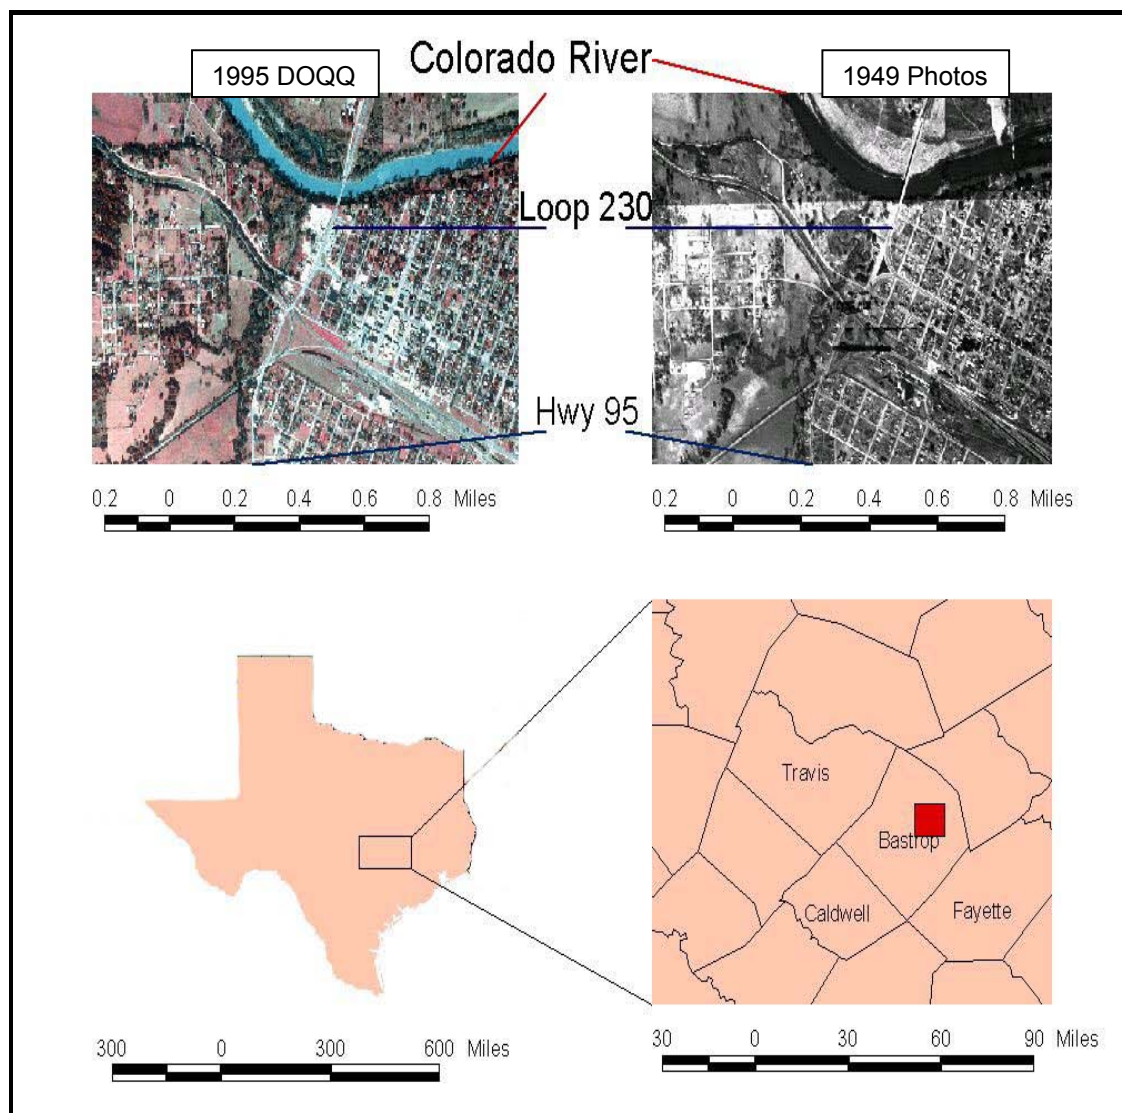 Colorado River
1995 DOQQ
1949 Photos
Loop 230
Hwy 95
0.2 0 0.2 0.4 0.6 0.8 Miles
0.2 0 0.2 0.4 0.6 0.8 Miles
Travis
Bastrop
Caldwell
Fayette
300 0 300 600 Miles
30 0 30 60 90 Miles